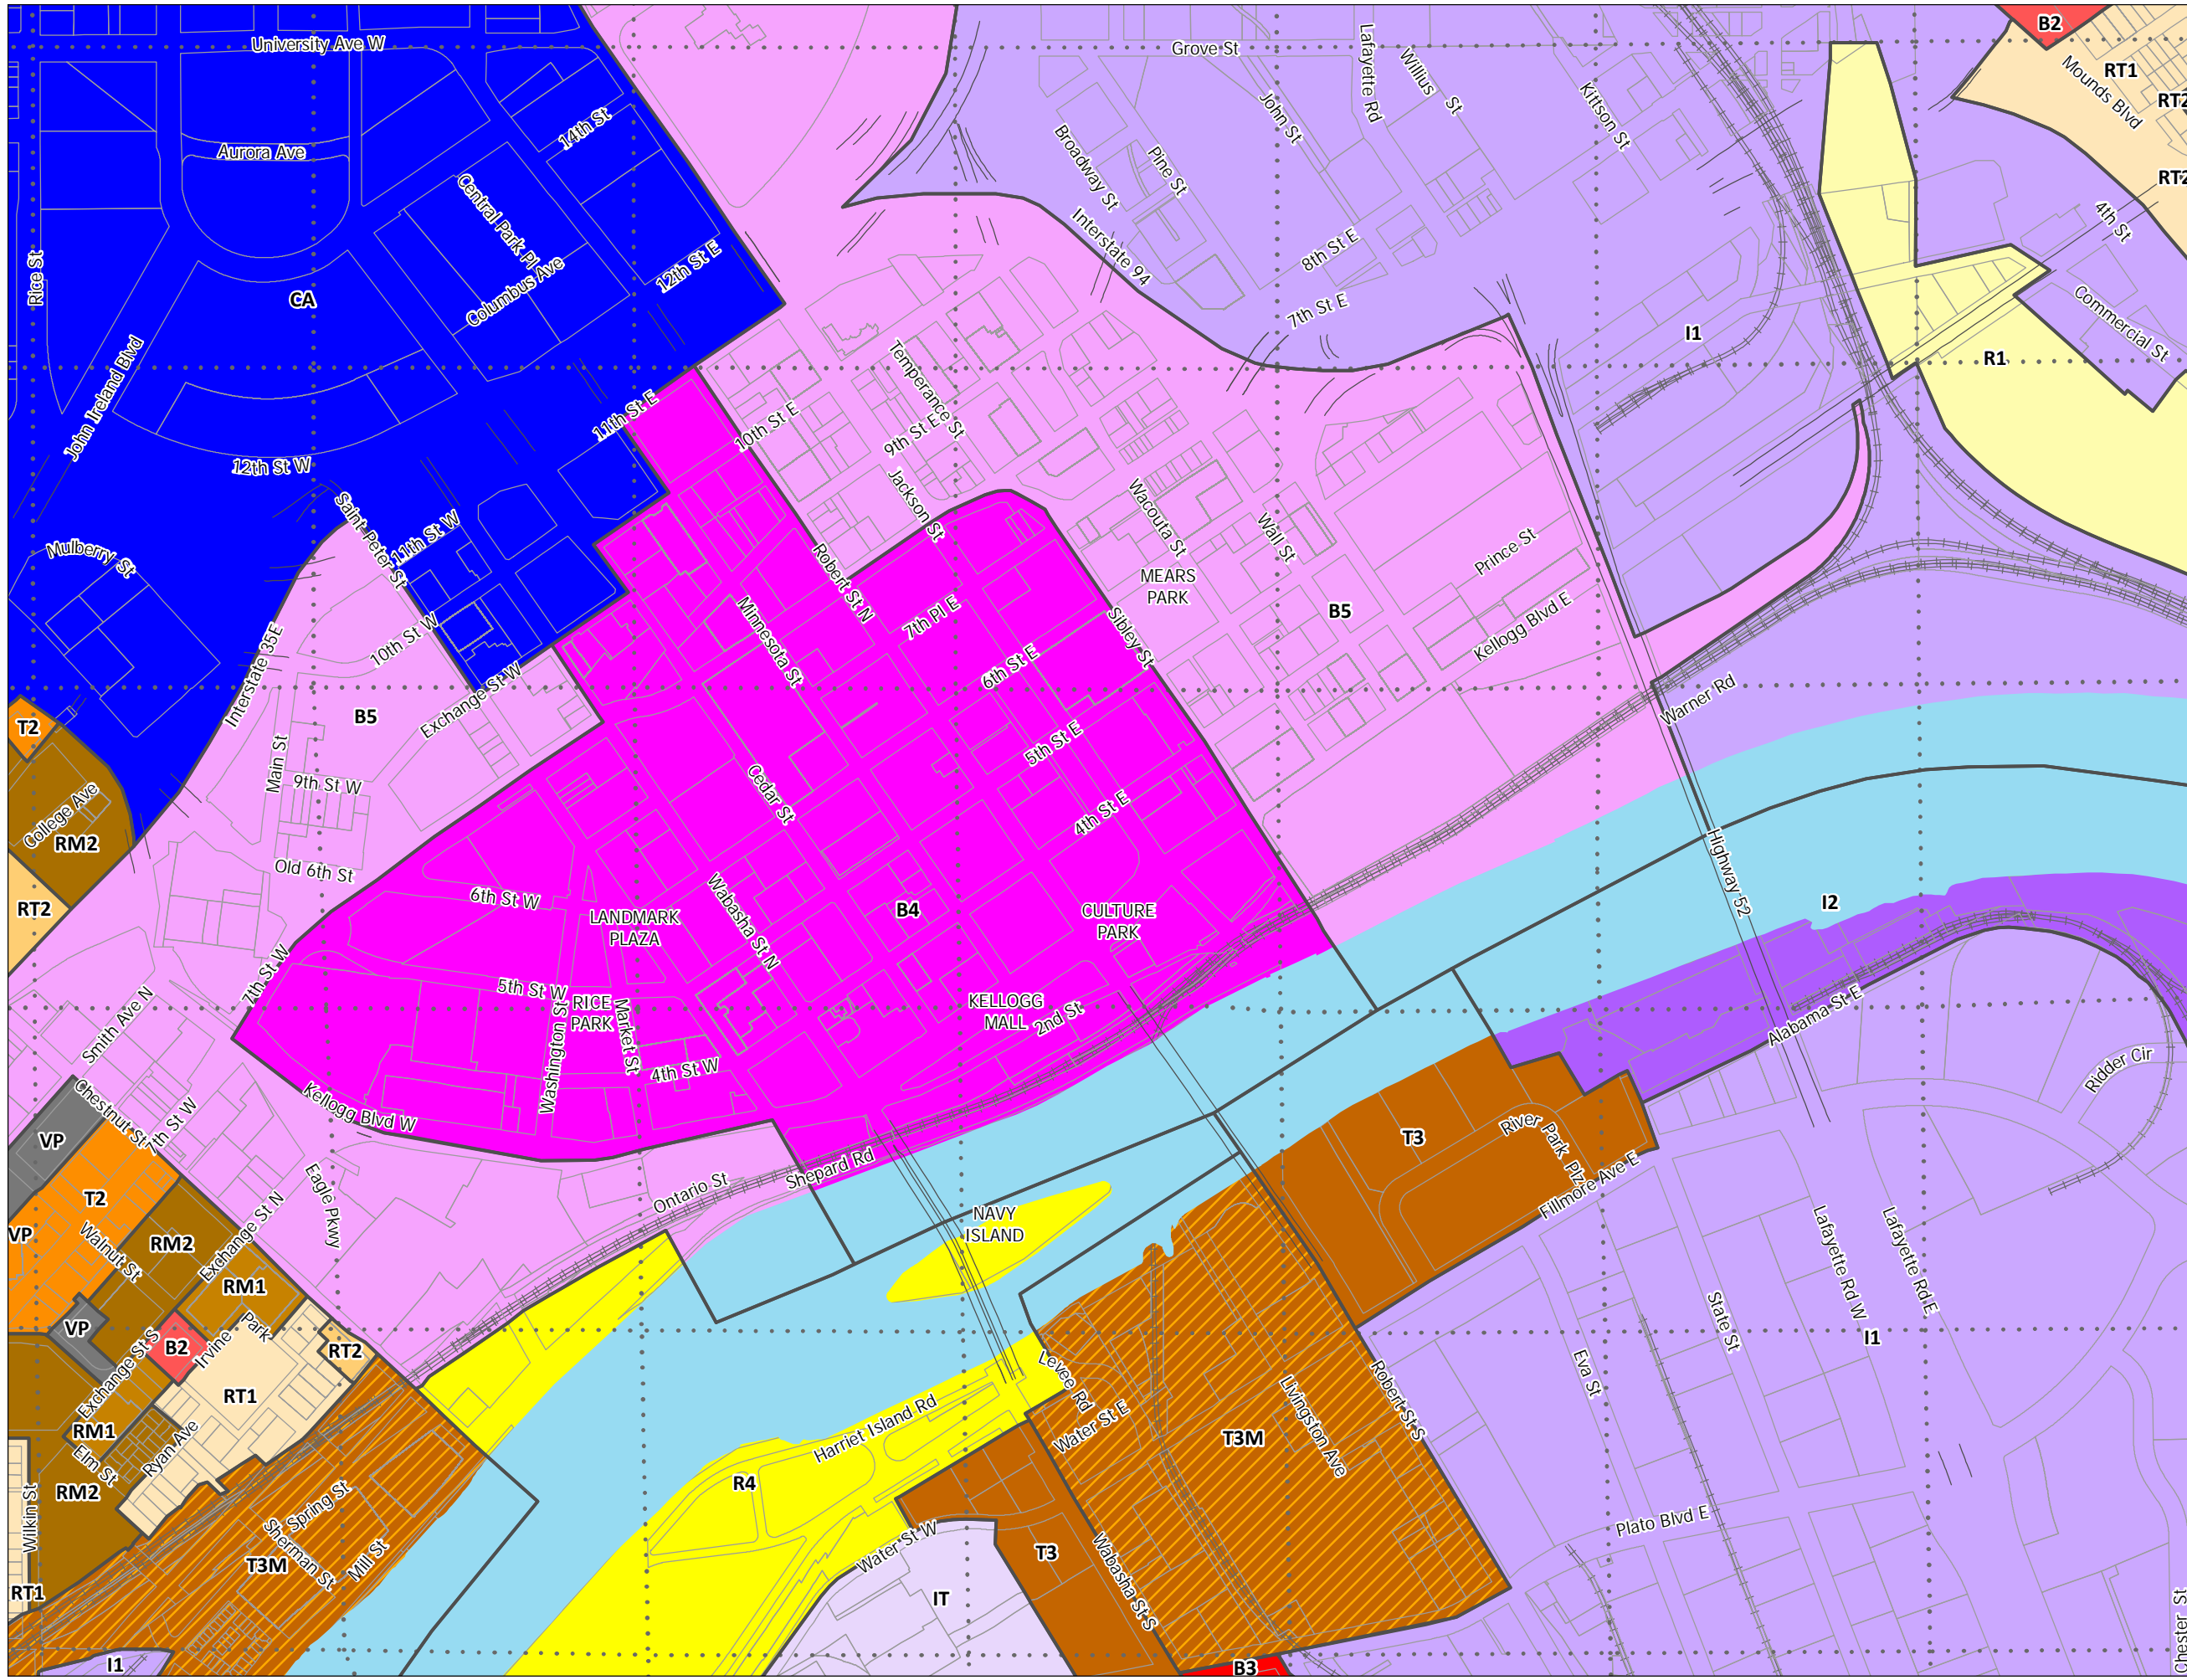 University Ave W
Grove St
Lafayette Rd
Willius St
B2
RT1
Mounds Blvd
RT2
RT2
14th St
Aurora Ave
Central Park Pl
Columbus Ave
12th St E
Broadway St
Pine St
John St
Kittson St
Interstate 94
8th St E
7th St E
4th St
Commercial St
Rice St
CA
John Ireland Blvd
I1
R1
11th St E
10th St E
Temperance St
9th St E
12th St W
Jackson St
Saint Peter St
11th St W
Mulberry St
Robert St N
Wacouta St
Wall St
Prince St
MEARS
PARK
B5
Kellogg Blvd E
Minnesota St
7th Pl E
Sibley St
6th St E
10th St W
Interstate 35E
Exchange St W
B5
Warner Rd
T2
Main St
9th St W
College Ave
RM2
Old 6th St
5th St E
Cedar St
4th St E
Highway 52
6th St W
LANDMARK
PLAZA
Wabasha St N
B4
CULTURE
PARK
I2
RT2
7th St W
5th St W
RICE
PARK
Market St
Washington St
KELLOGG
MALL
2nd St
4th St W
Smith Ave N
Alabama St E
Ridder Cir
Kellogg Blvd W
Chestnut St
7th St W
VP
T2
VP
T3
River Park Plz
Fillmore Ave E
Eagle Pkwy
Ontario St
Shepard Rd
NAVY
ISLAND
Walnut St
RM2
Exchange St N
RM1
VP
B2
Irvine Park
RT2
Exchange St S
RT1
RM1
Elm St
Ryan Ave
RM2
Wilkin St
RT1
Spring St
Sherman St
Mill St
T3M
I1
Lafayette Rd W
Lafayette Rd E
State St
Eva St
I1
Levee Rd
Water St E
Harriet Island Rd
R4
Livingston Ave
Robert St S
T3M
Plato Blvd E
Water St W
T3
Wabasha St S
IT
B3
Chester St